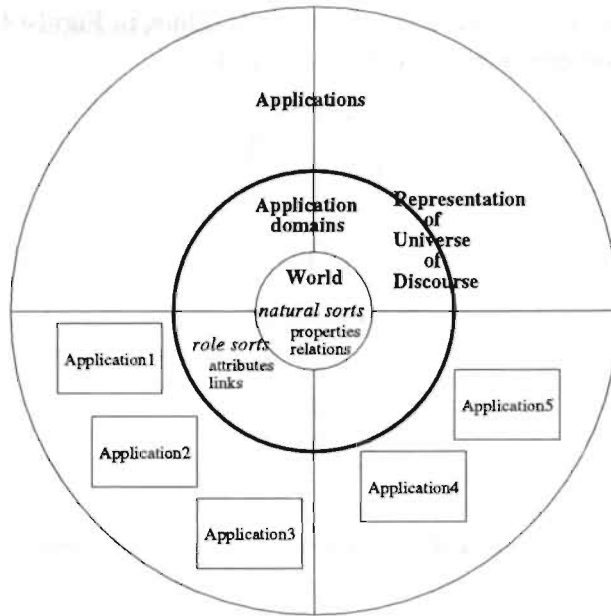 Applications
Application
domains
Representation
of
Universe
of
Discourse
World
natural sorts
properties
relations
role sorts
attributes
links
Application1
Application2
Application3
Application4
Application5